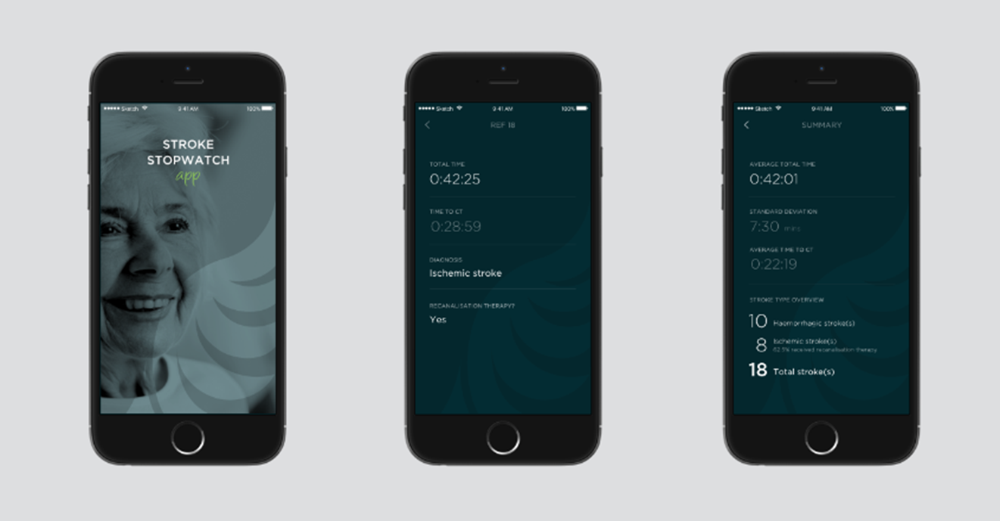 Sketch 9:41 AM 100%
STROKE
STOPWATCH
app
Sketch 9:41 AM 100%
REF 18
TOTAL TIME
0:42:25
TIME TO CT
0:28:59
DIAGNOSIS
Ischemic stroke
RECANALISATION THERAPY?
Yes
Sketch 9:41 AM 100%
SUMMARY
AVERAGE TOTAL TIME
0:42:01
STANDARD DEVIATION
7:30 mins
AVERAGE TIME TO CT
0:22:19
STROKE TYPE OVERVIEW
10 Haemorrhagic stroke(s)
8 Ischemic stroke(s)
62.5% received recanalisation therapy
18 Total stroke(s)